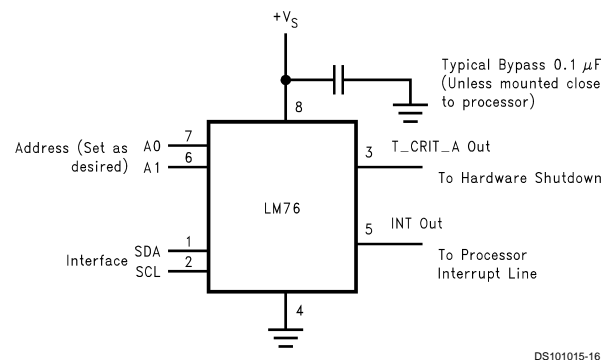 +VS
Typical Bypass 0.1 μF
(Unless mounted close
to processor)
8
Address (Set as
desired)
A0
7
A1
6
3
T_CRIT_A Out
To Hardware Shutdown
LM76
5
INT Out
To Processor
Interrupt Line
Interface
SDA
1
SCL
2
4
DS101015-16